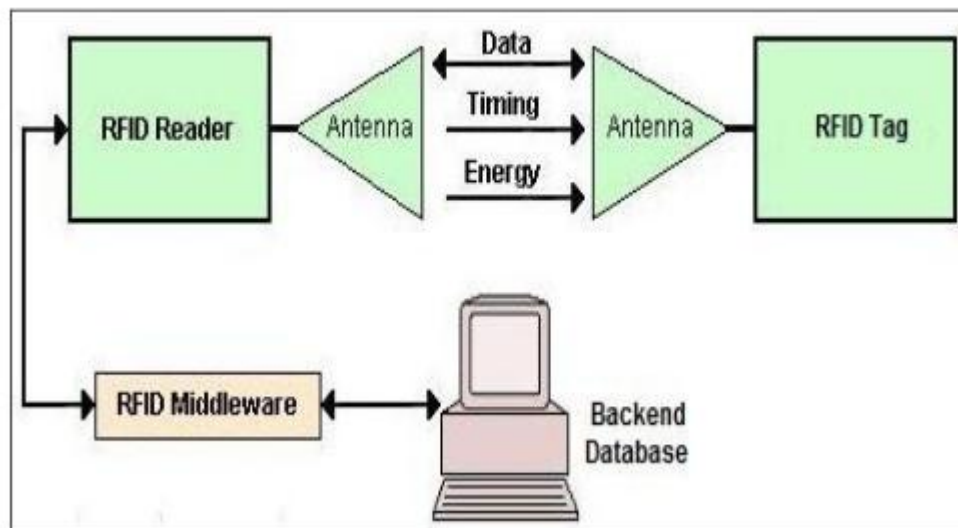 Data
RFID Reader
Antenna
Timing
Antenna
RFID Tag
Energy
RFID Middleware
Backend
Database